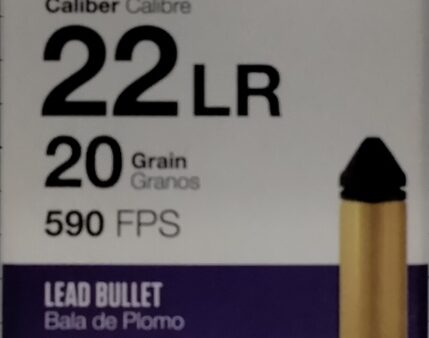 Caliber Calibre
22 LR
20 Grain
Granos
590 FPS
LEAD BULLET
Bala de Plomo